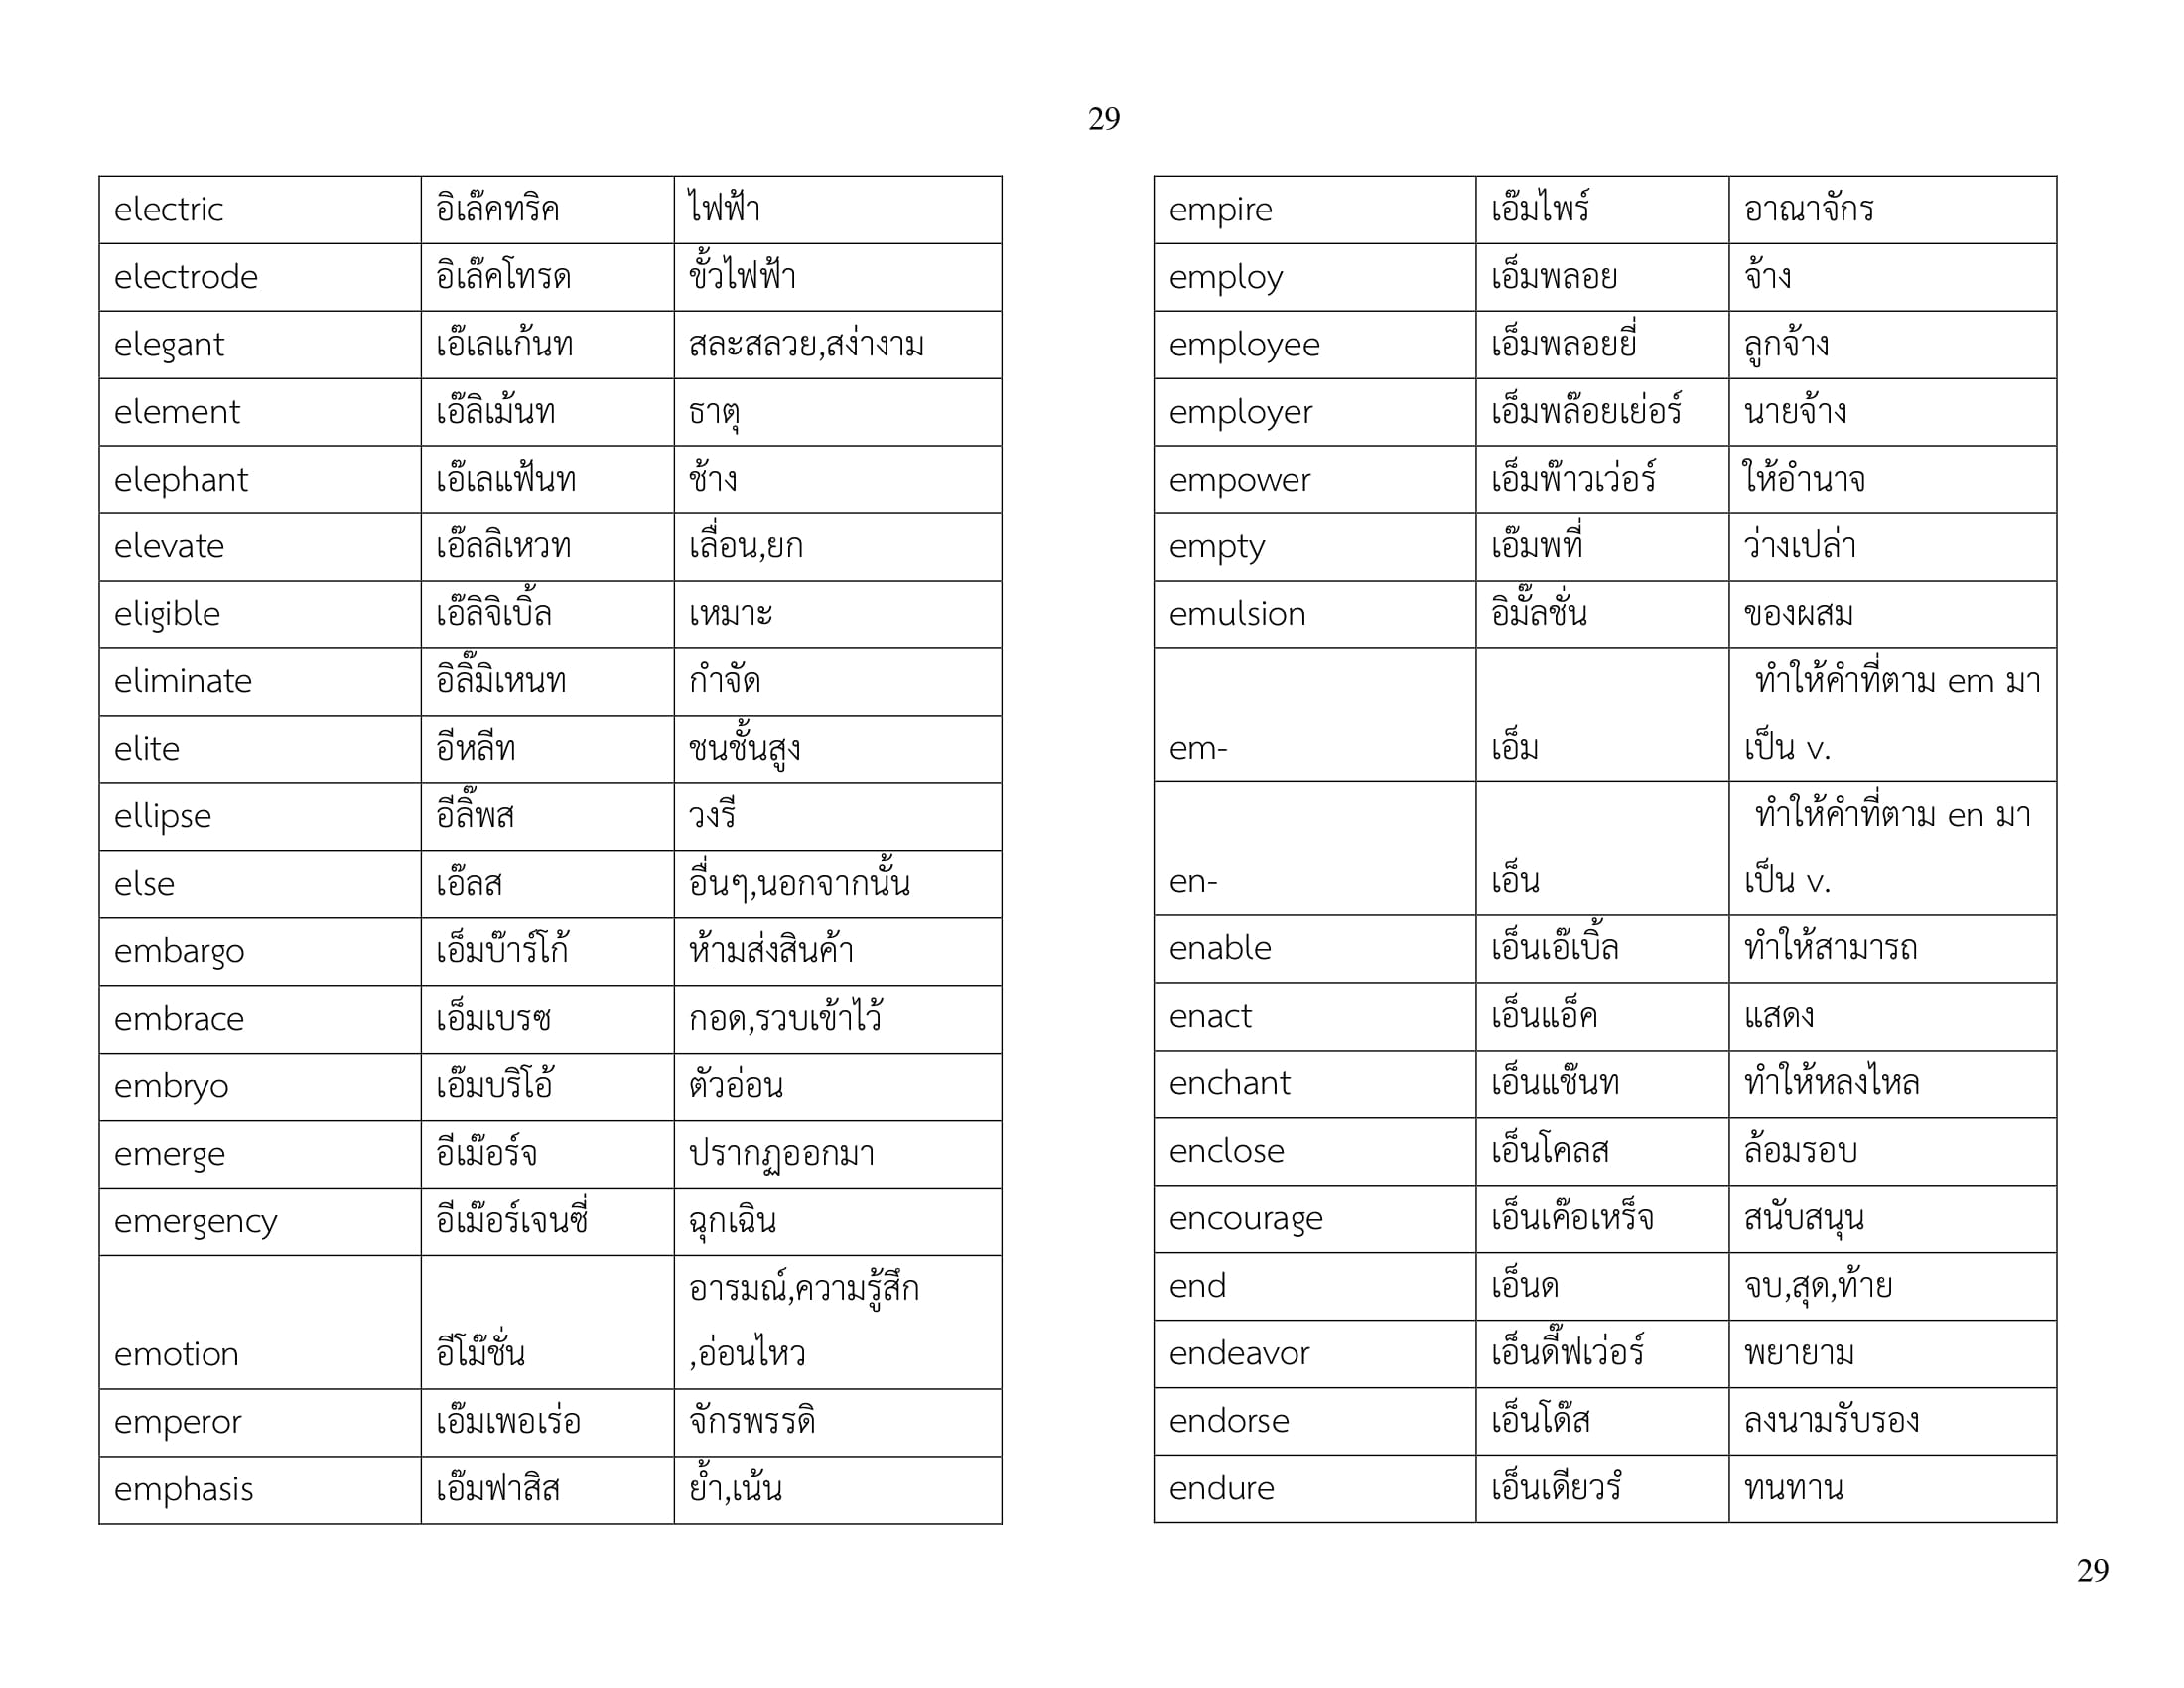 29
electric อิเล๊คทริค ไฟฟ้า
electrode อิเล๊คโทรด ขั้วไฟฟ้า
elegant เอ๊เลแก้นท สละสลวย,สง่างาม
element เอ๊ลิเม้นท ธาตุ
elephant เอ๊เลแฟ้นท ช้าง
elevate เอ๊ลลิเหวท เลื่อน,ยก
eligible เอ๊ลิจิเบิ้ล เหมาะ
eliminate อิลิ๊มิเหนท กำจัด
elite อีหลีท ชนชั้นสูง
ellipse อีลิ๊พส วงรี
else เอ๊ลส อื่นๆ,นอกจากนั้น
embargo เอ็มบ๊าร์โก้ ห้ามส่งสินค้า
embrace เอ็มเบรซ กอด,รวบเข้าไว้
embryo เอ๊มบริโอ้ ตัวอ่อน
emerge อีเม๊อร์จ ปรากฏออกมา
emergency อีเม๊อร์เจนซี่ ฉุกเฉิน
อารมณ์,ความรู้สึก
emotion อีโม๊ชั่น ,อ่อนไหว
emperor เอ๊มเพอเร่อ จักรพรรดิ
emphasis เอ๊มฟาสิส ย้ำ,เน้น
empire เอ๊มไพร์ อาณาจักร
employ เอ็มพลอย จ้าง
employee เอ็มพลอยยี่ ลูกจ้าง
employer เอ็มพล๊อยเย่อร์ นายจ้าง
empower เอ็มพ๊าวเว่อร์ ให้อำนาจ
empty เอ๊มพที่ ว่างเปล่า
emulsion อิมั๊ลชั่น ของผสม
ทำให้คำที่ตาม em มา
em- เอ็ม เป็น v.
ทำให้คำที่ตาม en มา
en- เอ็น เป็น v.
enable เอ็นเอ๊เบิ้ล ทำให้สามารถ
enact เอ็นแอ็ค แสดง
enchant เอ็นแช๊นท ทำให้หลงไหล
enclose เอ็นโคลส ล้อมรอบ
encourage เอ็นเค๊อเหร็จ สนับสนุน
end เอ็นด จบ,สุด,ท้าย
endeavor เอ็นดี๊ฟเว่อร์ พยายาม
endorse เอ็นโด๊ส ลงนามรับรอง
endure เอ็นเดียวรํ ทนทาน
29